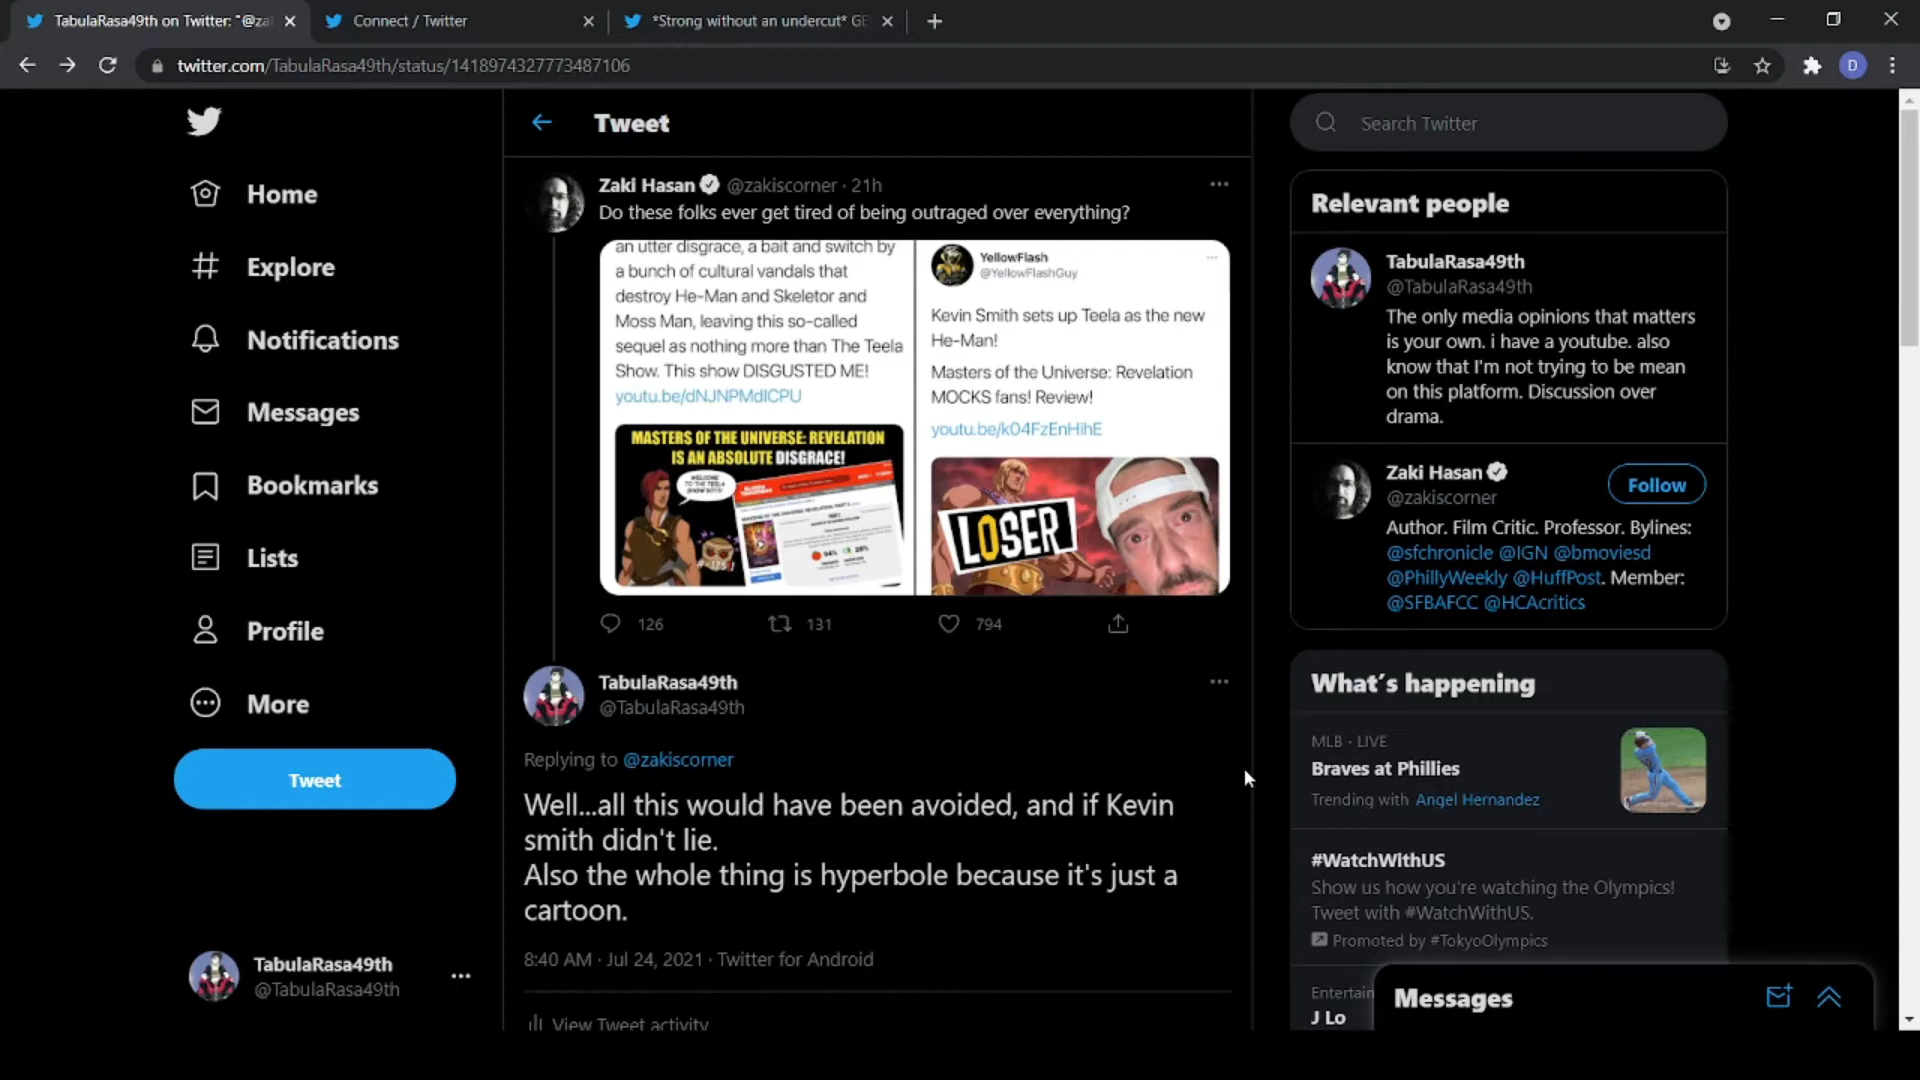 TabulaRasa49th on Twitter: "@za
Connect / Twitter
*Strong without an undercut* GE
twitter.com/TabulaRasa49th/status/1418974327773487106
D
Home
Explore
Notifications
Messages
Bookmarks
Lists
Profile
More
Tweet
TabulaRasa49th
@TabulaRasa49th
Tweet
Zaki Hasan @zakiscorner · 21h
Do these folks ever get tired of being outraged over everything?
an utter disgrace, a bait and switch by
a bunch of cultural vandals that
destroy He-Man and Skeletor and
Moss Man, leaving this so-called
sequel as nothing more than The Teela
Show. This show DISGUSTED ME!
youtu.be/dNJNPMdlCPU
MASTERS OF THE UNIVERSE: REVELATION
IS AN ABSOLUTE DISGRACE!
WELCOME
TO THE TEELA
SHOW BOYS!
YellowFlash
@YellowFlashGuy
Kevin Smith sets up Teela as the new
He-Man!
Masters of the Universe: Revelation
MOCKS fans! Review!
youtu.be/k04FzEnHihE
LOSER
126
131
794
TabulaRasa49th
@TabulaRasa49th
Replying to @zakiscorner
Well...all this would have been avoided, and if Kevin
smith didn't lie.
Also the whole thing is hyperbole because it's just a
cartoon.
8:40 AM · Jul 24, 2021 · Twitter for Android
View Tweet activity
Search Twitter
Relevant people
TabulaRasa49th
@TabulaRasa49th
The only media opinions that matters
is your own. i have a youtube. also
know that I'm not trying to be mean
on this platform. Discussion over
drama.
Zaki Hasan
@zakiscorner
Follow
Author. Film Critic. Professor. Bylines:
@sfchronicle @IGN @bmoviesd
@PhillyWeekly @HuffPost. Member:
@SFBAFCC @HCAcritics
What's happening
MLB · LIVE
Braves at Phillies
Trending with Angel Hernandez
#WatchWithUS
Show us how you're watching the Olympics!
Tweet with #WatchWithUS.
Promoted by #TokyoOlympics
Entertain
J Lo
Messages